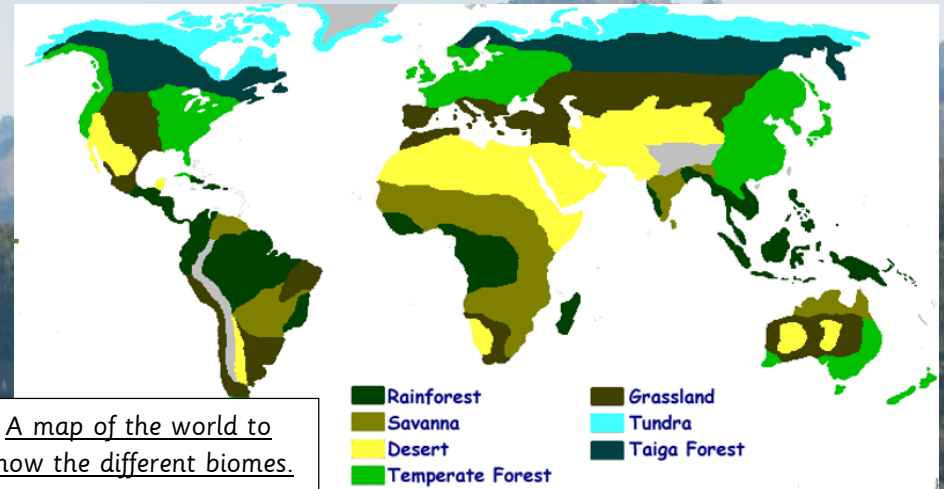 Rainforest
Savanna
Desert
Temperate Forest
Grassland
Tundra
Taiga Forest
A map of the world to
how the different biomes.